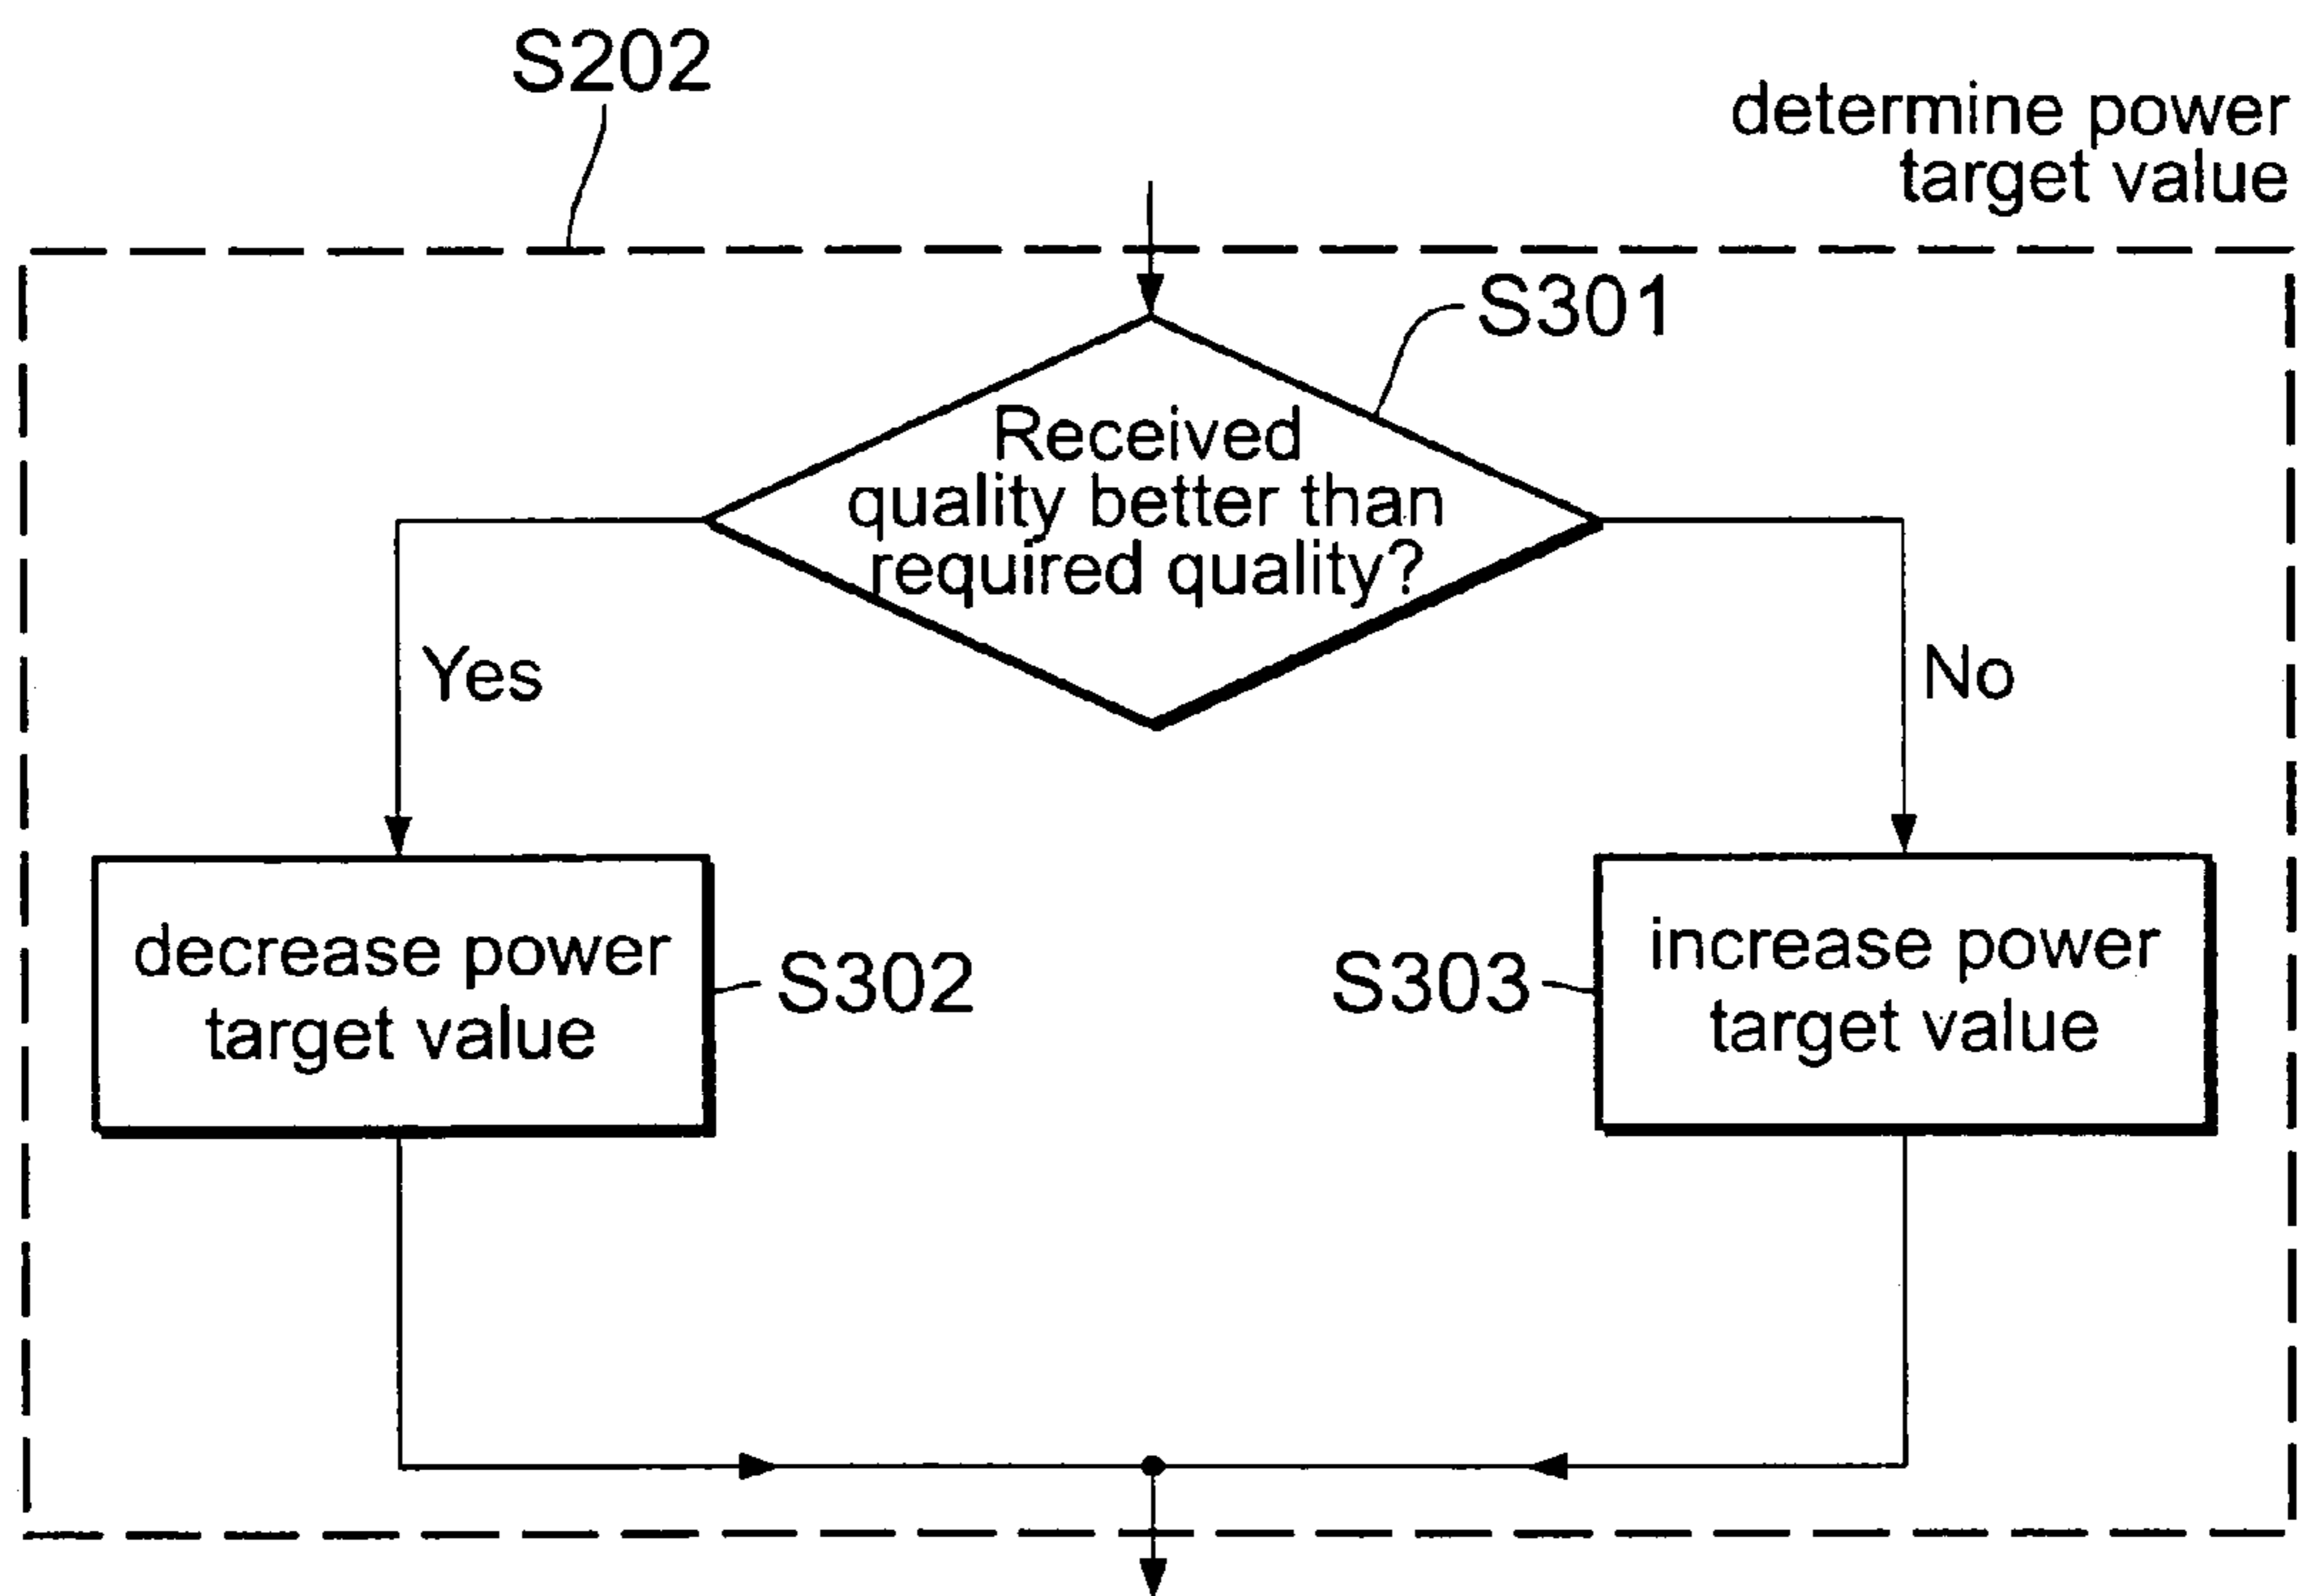 S202
determine power
target value
S301
Received
quality better than
required quality?
Yes
No
decrease power
target value
S302
S303
increase power
target value